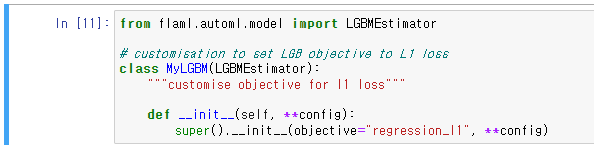 In [11]: from flaml.automl.model import LGBMEstimator
# customisation to set LGB objective to L1 loss
class MyLGBM(LGBMEstimator):
    """customise objective for l1 loss"""
    def __init__(self, **config):
        super().__init__(objective="regression_l1", **config)